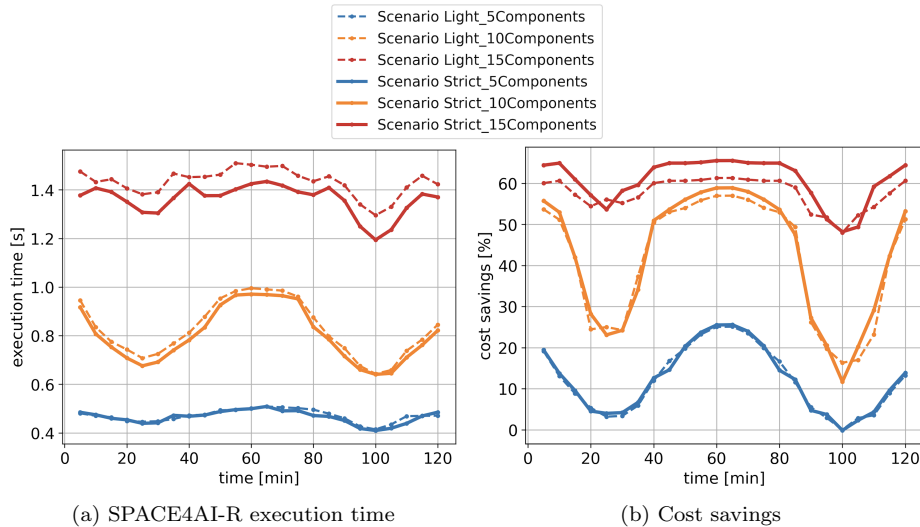 Scenario Light_5Components
Scenario Light_10Components
Scenario Light_15Components
Scenario Strict_5Components
Scenario Strict_10Components
Scenario Strict_15Components
execution time [s]
1.4
1.2
1.0
0.8
0.6
0.4
0 20 40 60 80 100 120
time [min]
(a) SPACE4AI-R execution time
cost savings [%]
60
50
40
30
20
10
0
0 20 40 60 80 100 120
time [min]
(b) Cost savings